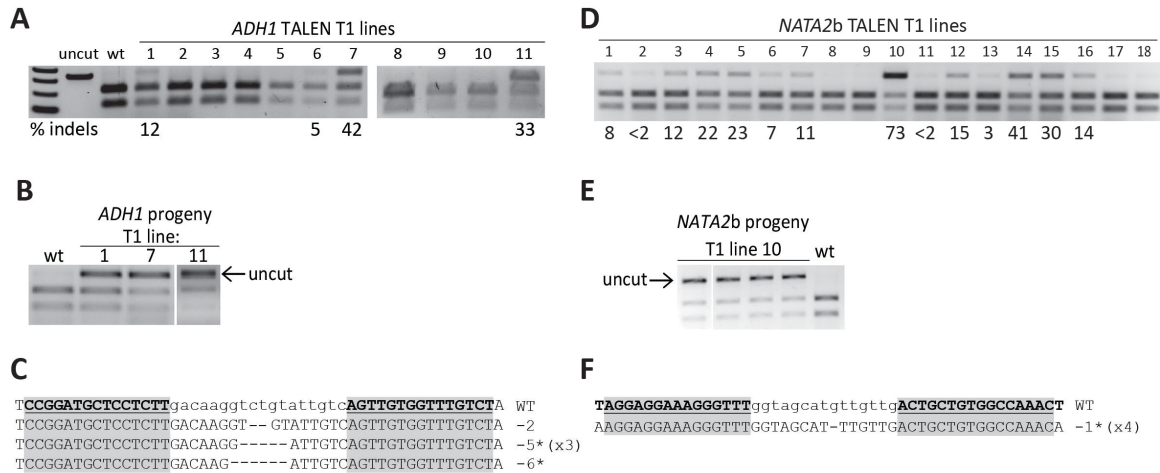 A
ADH1 TALEN T1 lines
uncut wt 1 2 3 4 5 6 7 8 9 10 11
% indels 12 5 42 33
B
ADH1 progeny
T1 line:
wt 1 7 11
←uncut
C
TCCGGATGCTCCTCTTgacaaggtctgtattgtcAGTTGTGGTTTGTCTA WT
TCCGGATGCTCCTCTTGACAAGGT--GTATTGTCAGTTGTGGTTTGTCTA -2
TCCGGATGCTCCTCTTGACAAGG-----ATTGTCAGTTGTGGTTTGTCTA -5*(x3)
TCCGGATGCTCCTCTTGACAAG------ATTGTCAGTTGTGGTTTGTCTA -6*
D
NATA2b TALEN T1 lines
1 2 3 4 5 6 7 8 9 10 11 12 13 14 15 16 17 18
8 <2 12 22 23 7 11 73 <2 15 3 41 30 14
E
NATA2b progeny
T1 line 10 wt
uncut→
F
TAGGAGGAAAGGGTTTggtagcatgttgttgACTGCTGTGGCCAAACT WT
AAGGAGGAAAGGGTTTGGTAGCAT-TTGTTGACTGCTGTGGCCAAACA -1*(x4)